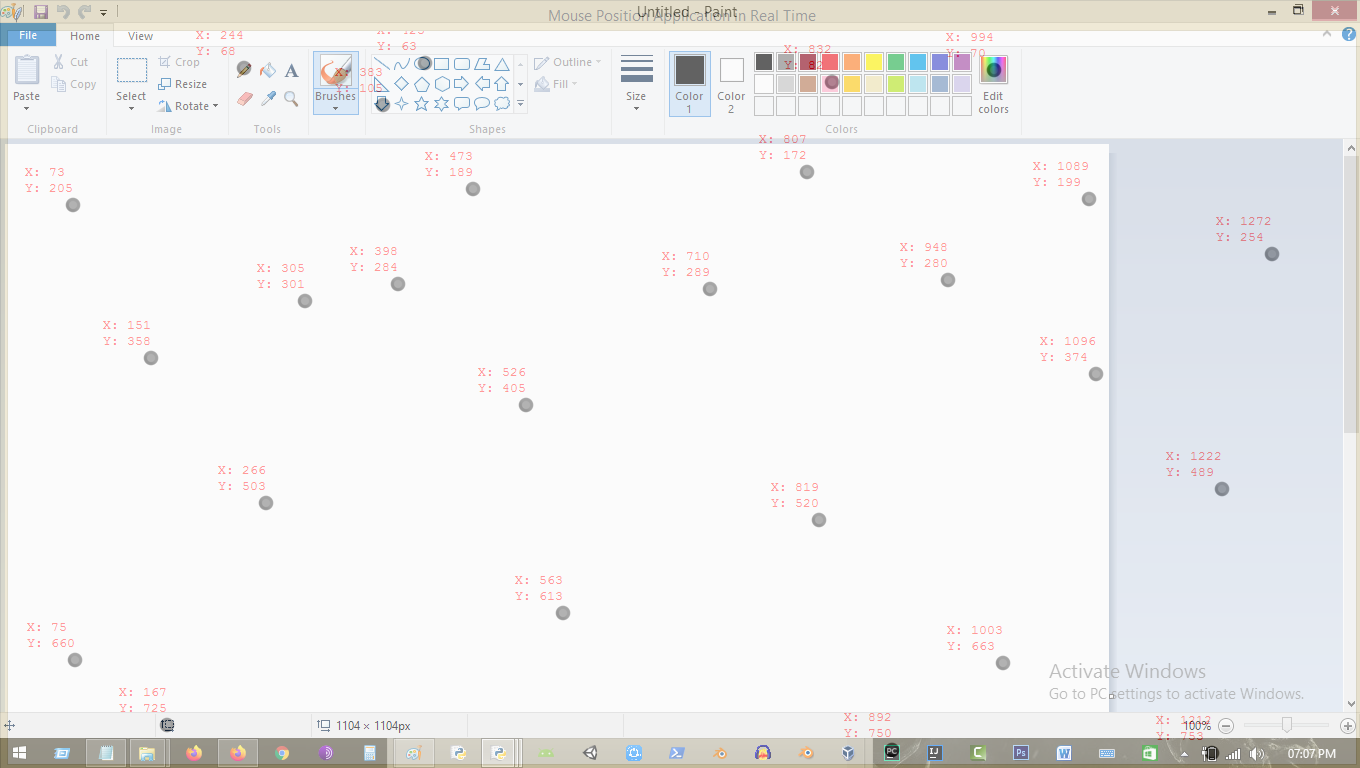 Untitled - Paint
Mouse Position Application in Real Time
File
Home
View
X: 244
Y: 68
Y: 63
X: 383
Y: 105
X: 832
Y: 82
X: 994
Y: 70
Paste
Cut
Copy
Clipboard
Select
Crop
Resize
Rotate
Image
A
Tools
Brushes
Outline
Fill
Shapes
Size
Color 1
Color 2
Edit colors
Colors
X: 807
Y: 172
X: 473
Y: 189
X: 1089
Y: 199
X: 73
Y: 205
X: 1272
Y: 254
X: 948
Y: 280
X: 398
Y: 284
X: 710
Y: 289
X: 305
Y: 301
X: 151
Y: 358
X: 1096
Y: 374
X: 526
Y: 405
X: 1222
Y: 489
X: 266
Y: 503
X: 819
Y: 520
X: 563
Y: 613
X: 75
Y: 660
X: 1003
Y: 663
Activate Windows
Go to PC settings to activate Windows.
X: 167
Y: 725
1104 × 1104px
X: 892
Y: 750
X: 1212
Y: 753
100%
07:07 PM